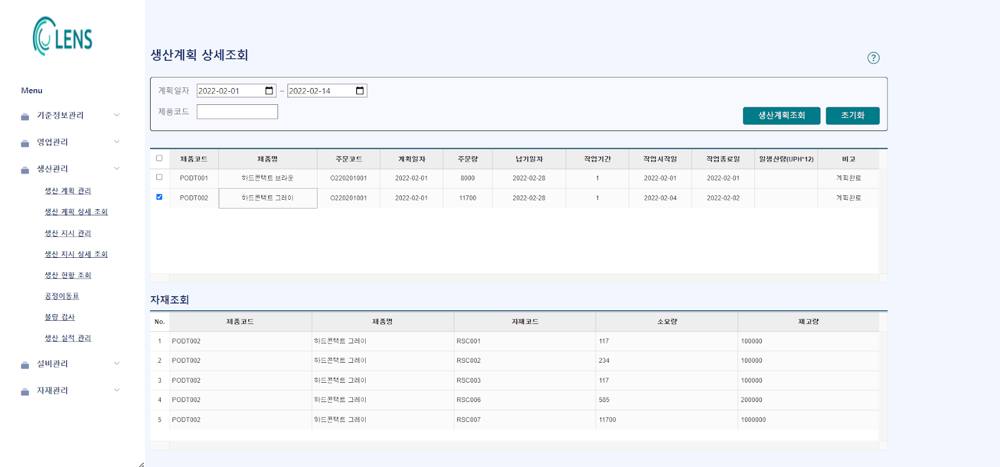 CLENS
Menu
기준정보관리
영업관리
생산관리
생산 계획 관리
생산 계획 상세 조회
생산 지시 관리
생산 지시 상세 조회
생산 현황 조회
공정이동표
불량 검사
생산 실적 관리
설비관리
자재관리
생산계획 상세조회
?
계획일자 2022-02-01 ~ 2022-02-14
제품코드
생산계획조회 초기화
제품코드 제품명 주문코드 계획일자 주문량 납기일자 작업기간 작업시작일 작업종료일 일생산량(UPH*12) 비고
PODT001 하드콘택트 브라운 O220201001 2022-02-01 8000 2022-02-28 1 2022-02-01 2022-02-01 계획완료
PODT002 하드콘택트 그레이 O220201001 2022-02-01 11700 2022-02-28 1 2022-02-04 2022-02-02 계획완료
자재조회
No. 제품코드 제품명 자재코드 소요량 재고량
1 PODT002 하드콘택트 그레이 RSC001 117 100000
2 PODT002 하드콘택트 그레이 RSC002 234 100000
3 PODT002 하드콘택트 그레이 RSC003 117 100000
4 PODT002 하드콘택트 그레이 RSC006 585 200000
5 PODT002 하드콘택트 그레이 RSC007 11700 1000000